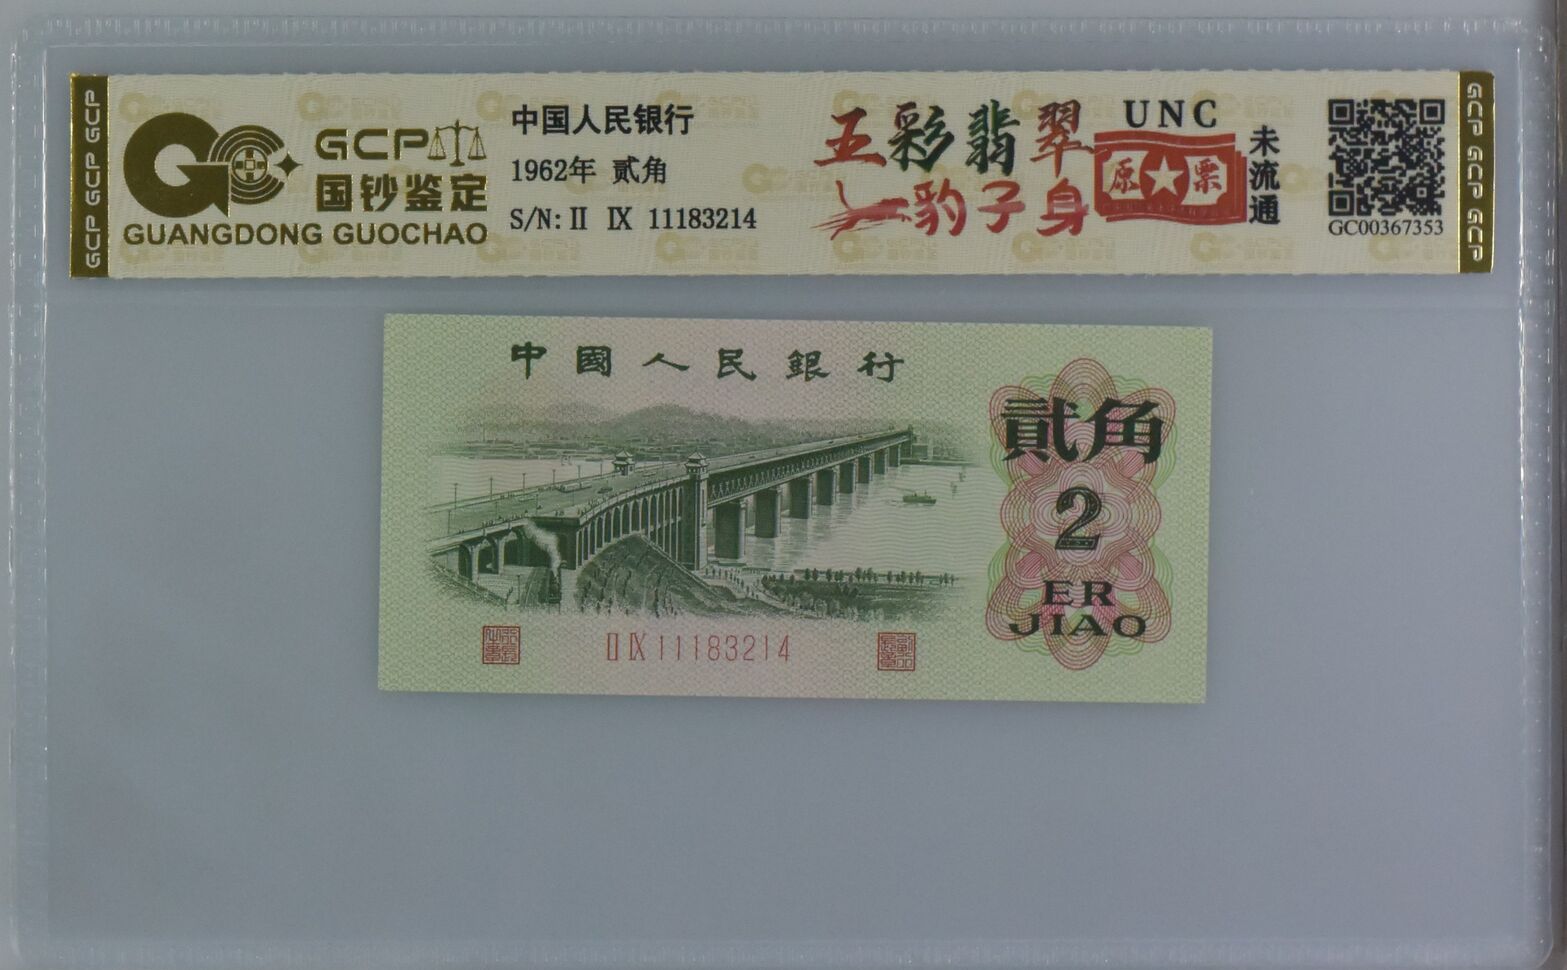 GCP GCP GCP
GCP
国钞鉴定
GUANGDONG GUOCHAO
中国人民银行
1962年 贰角
S/N: II IX 11183214
五彩翡翠
豹子身
UNC
原票
未流通
GC00367353
GCP GCP GCP
中國人民銀行
貳角
2
ER
JIAO
II IX 11183214